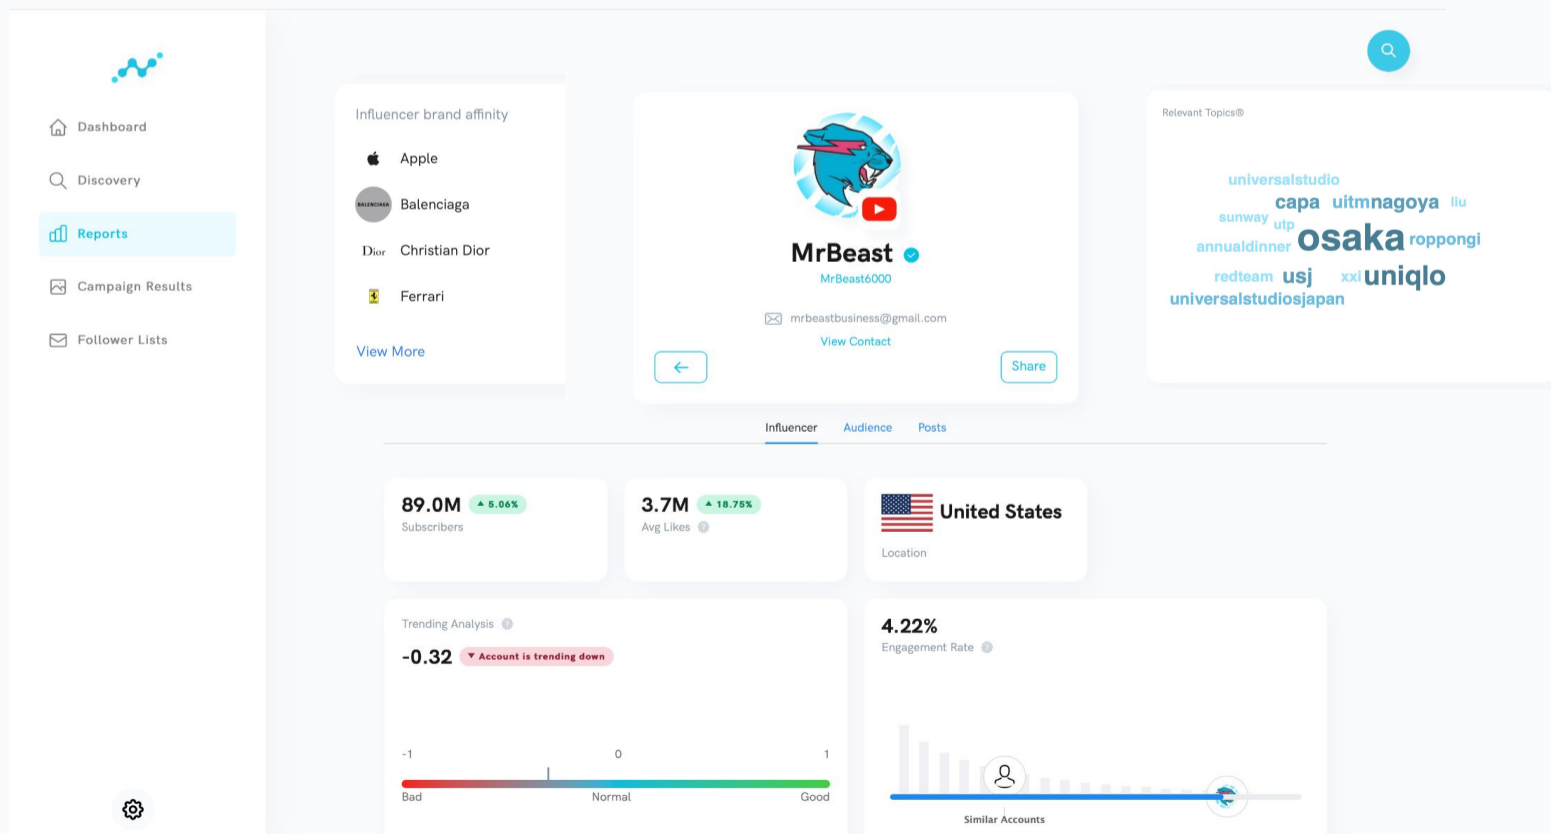 Dashboard
Discovery
Reports
Campaign Results
Follower Lists
Influencer brand affinity
Apple
BALENCIAGA Balenciaga
Dior Christian Dior
Ferrari
View More
MrBeast
MrBeast6000
mrbeastbusiness@gmail.com
View Contact
Share
Relevant Topics®
universalstudio
capa uitmnagoya liu
sunway utp
annualdinner osaka roppongi
redteam usj xxl uniqlo
universalstudiosjapan
Influencer Audience Posts
89.0M 5.06%
Subscribers
3.7M 18.75%
Avg Likes ?
United States
Location
Trending Analysis ?
-0.32 Account is trending down
-1 0 1
Bad Normal Good
4.22%
Engagement Rate ?
Similar Accounts